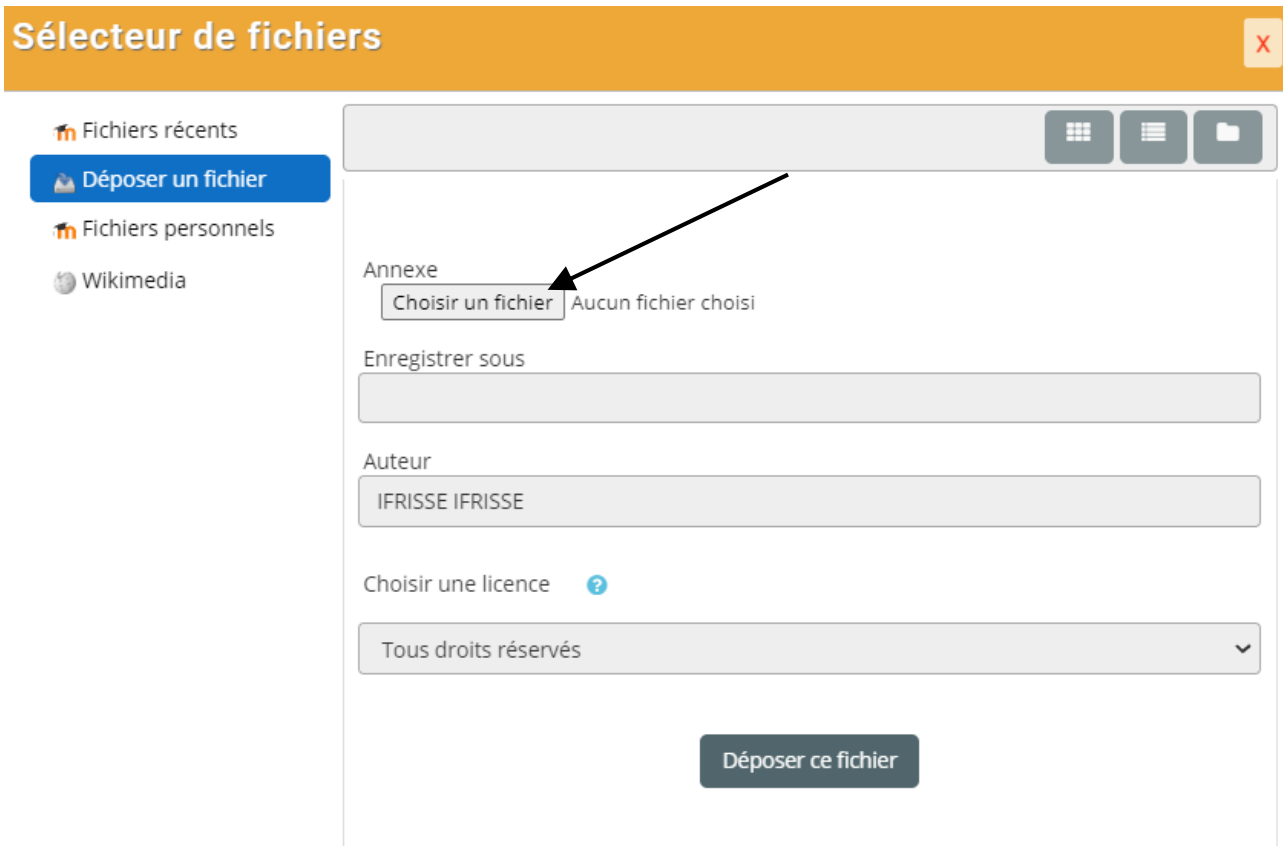 Sélecteur de fichiers
X
Fichiers récents
Déposer un fichier
Fichiers personnels
Wikimedia
Annexe
Choisir un fichier Aucun fichier choisi
Enregistrer sous
Auteur
IFRISSE IFRISSE
Choisir une licence ?
Tous droits réservés
Déposer ce fichier